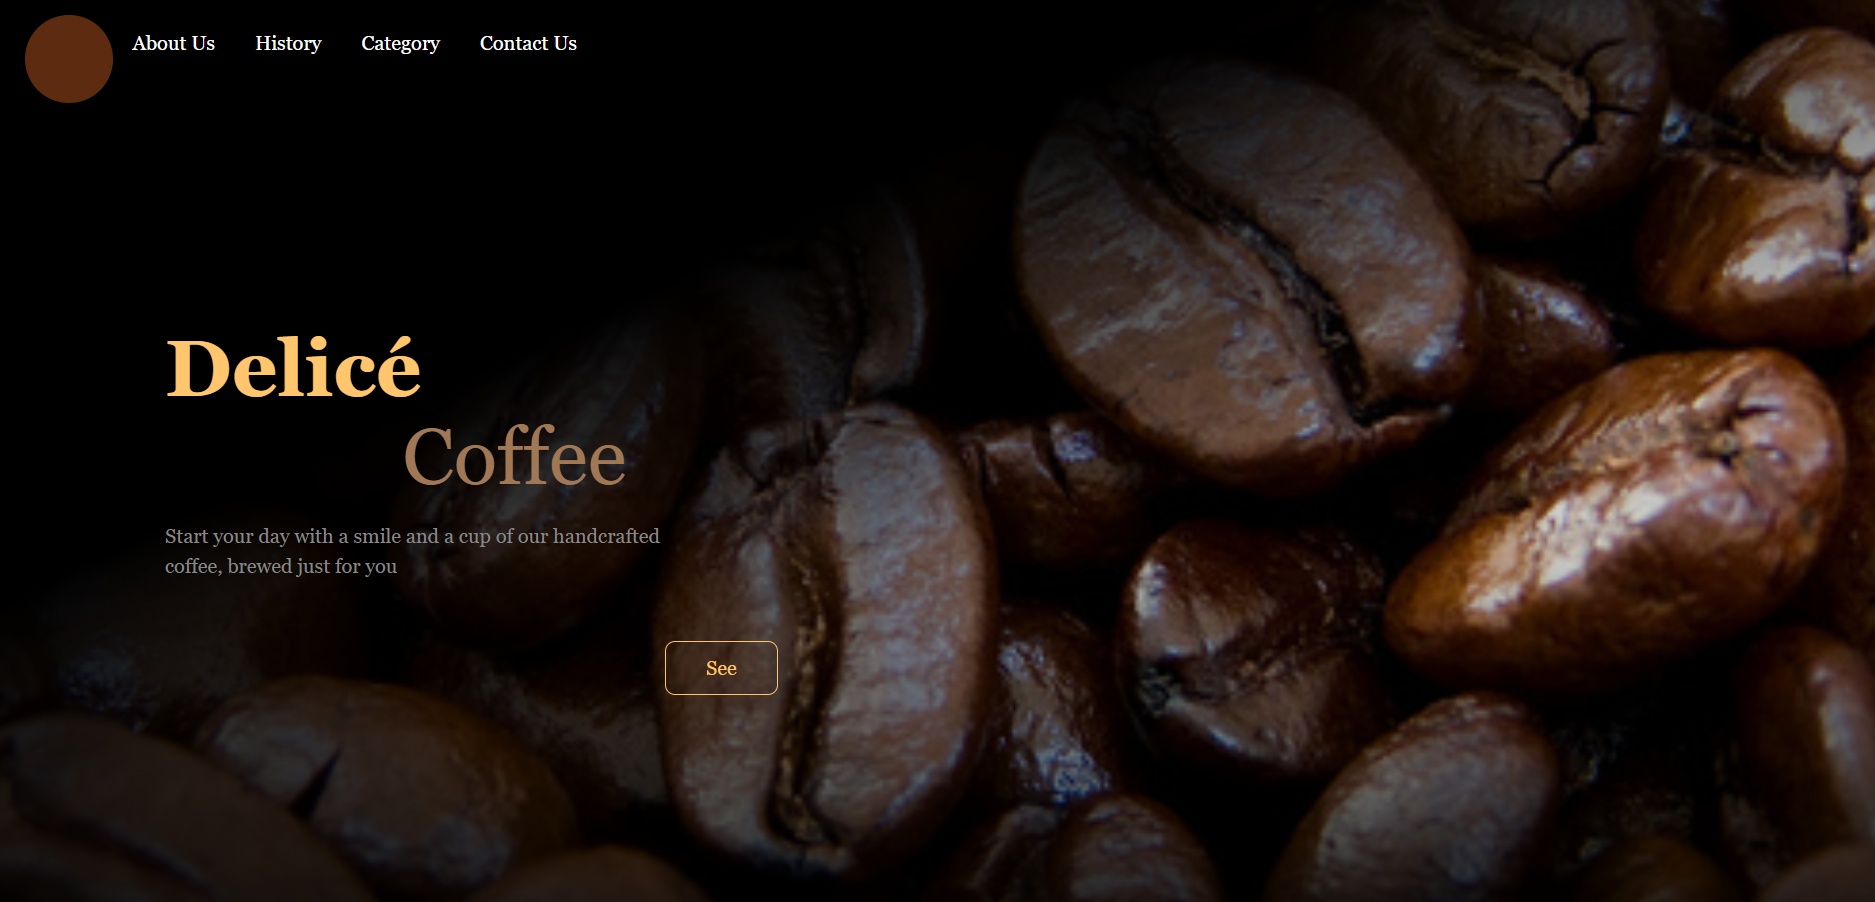 About Us History Category Contact Us
Delicé
Coffee
Start your day with a smile and a cup of our handcrafted
coffee, brewed just for you
See